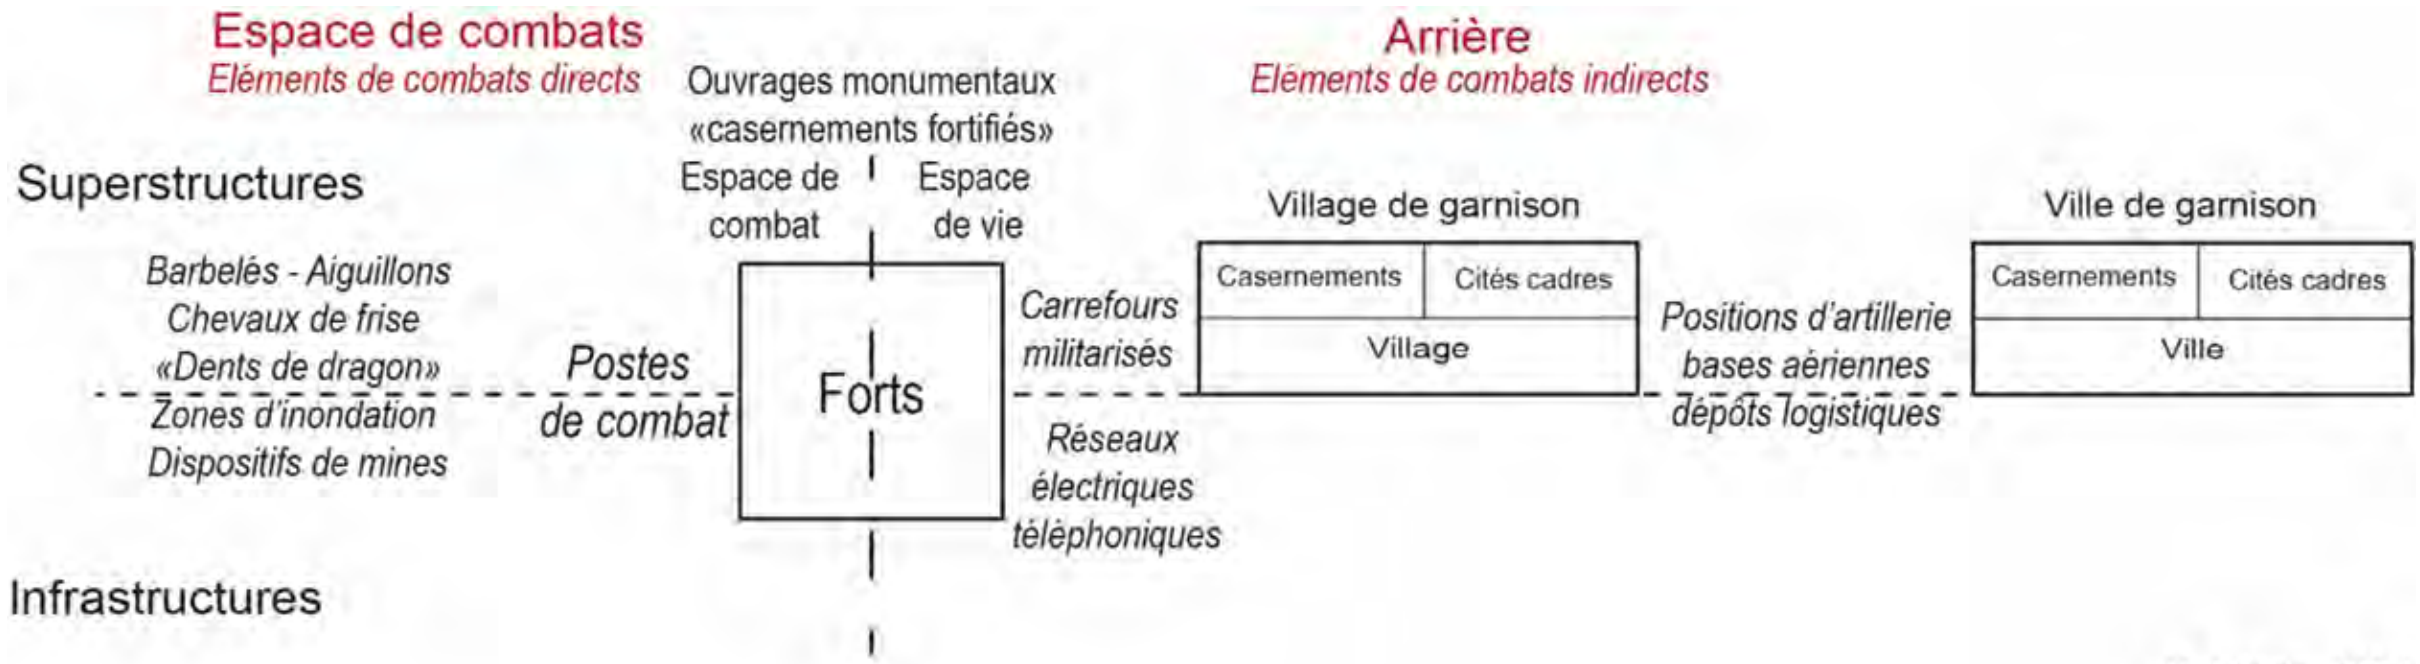 Espace de combats
Eléments de combats directs
Ouvrages monumentaux
«casernements fortifiés»
Espace de
combat
Espace
de vie
Arrière
Eléments de combats indirects
Superstructures
Barbelés - Aiguillons
Chevaux de frise
«Dents de dragon»
Zones d'inondation
Dispositifs de mines
Postes
de combat
Forts
Carrefours
militarisés
Réseaux
électriques
téléphoniques
Village de garnison
Casernements
Cités cadres
Village
Positions d'artillerie
bases aériennes
dépôts logistiques
Ville de garnison
Casernements
Cités cadres
Ville
Infrastructures